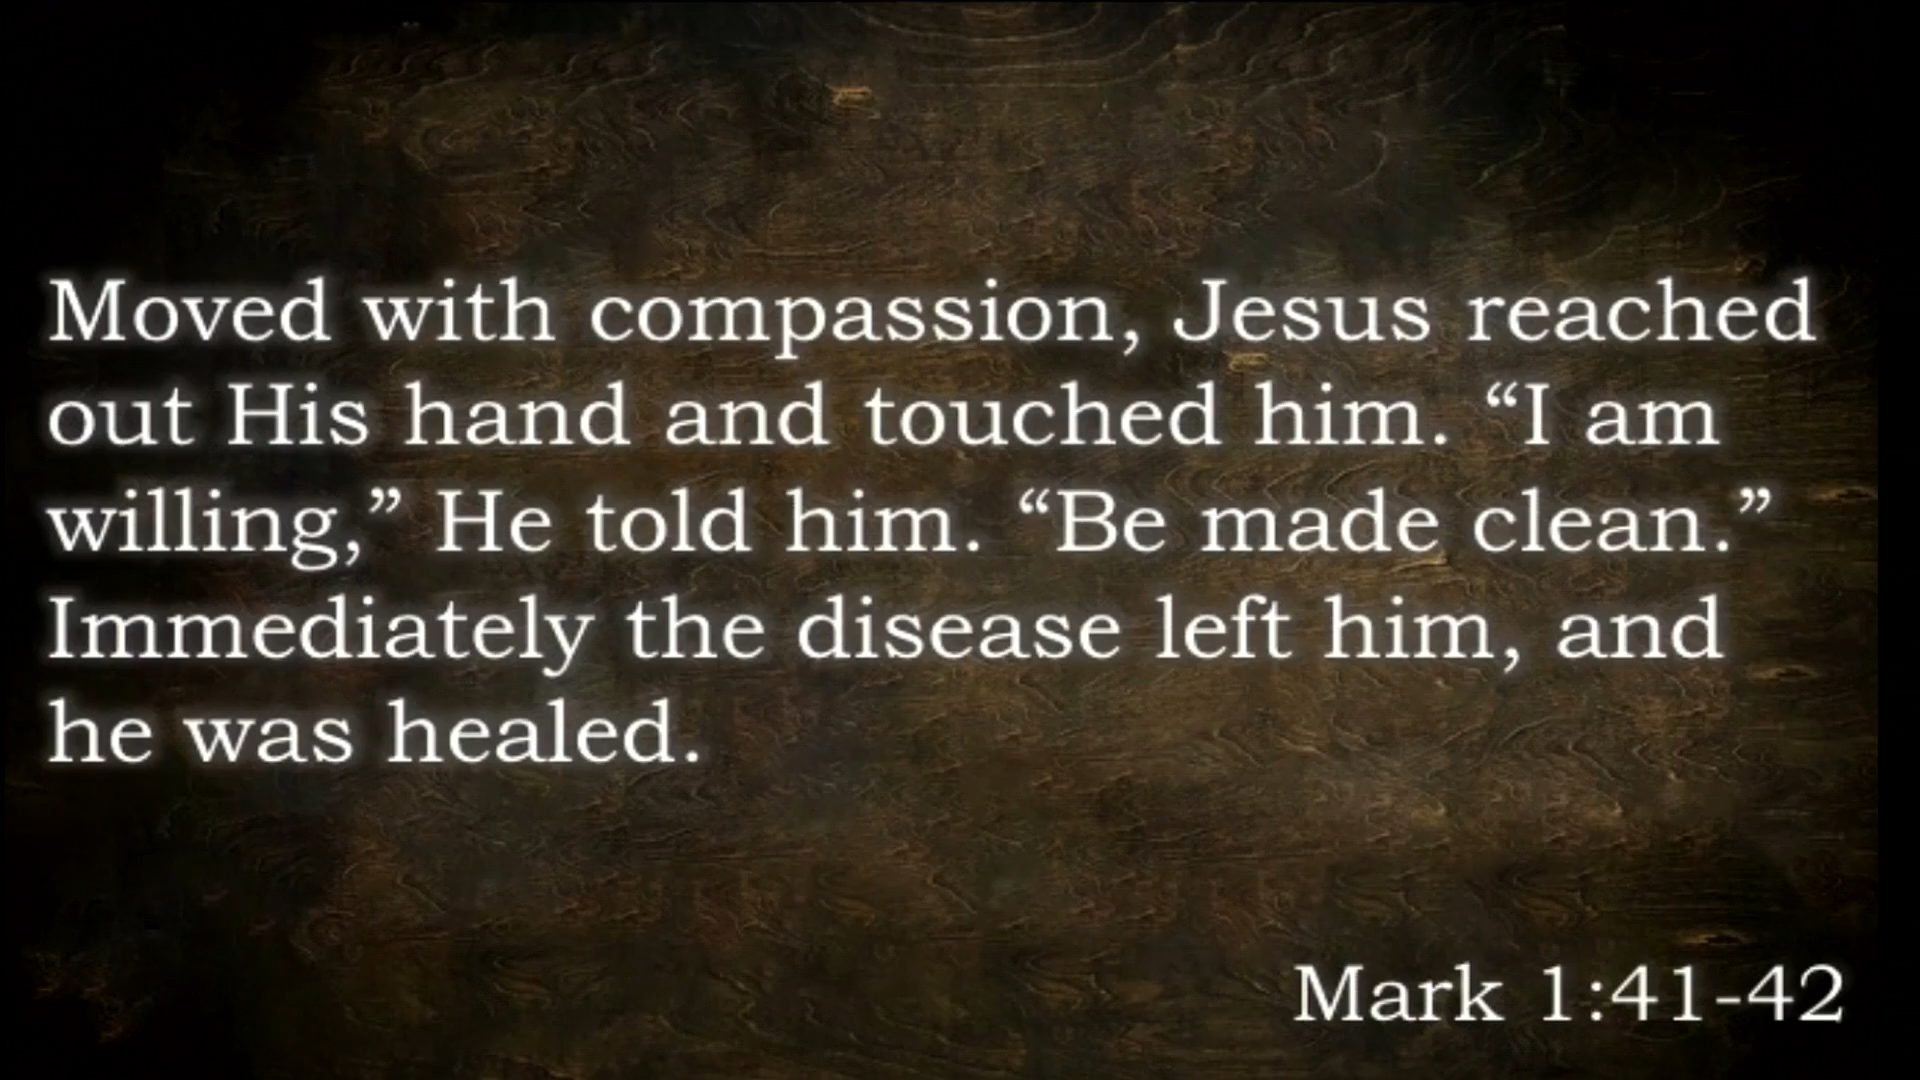 Moved with compassion, Jesus reached
out His hand and touched him. “I am
willing,” He told him. “Be made clean.”
Immediately the disease left him, and
he was healed.
Mark 1:41-42